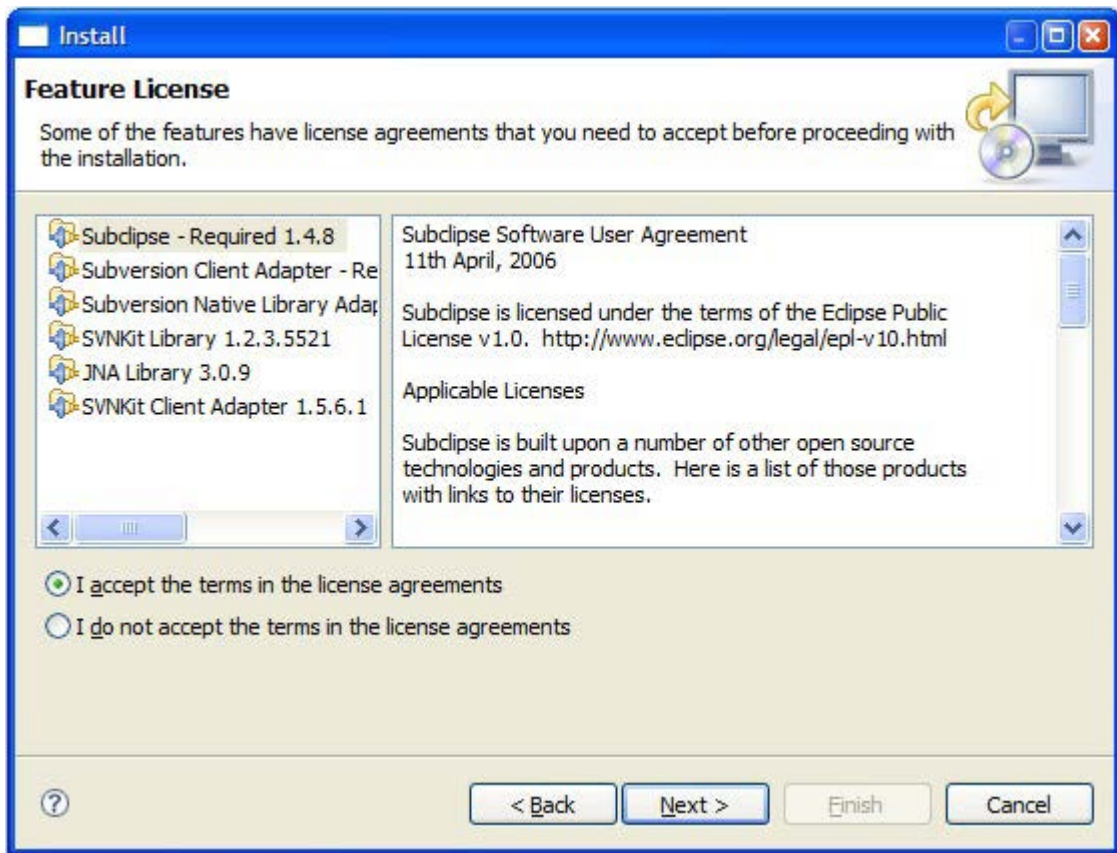 Install
Feature License
Some of the features have license agreements that you need to accept before proceeding with
the installation.
Subclipse - Required 1.4.8
Subversion Client Adapter - Re
Subversion Native Library Adap
SVNKit Library 1.2.3.5521
JNA Library 3.0.9
SVNKit Client Adapter 1.5.6.1
Subclipse Software User Agreement
11th April, 2006
Subclipse is licensed under the terms of the Eclipse Public
License v1.0.  http://www.eclipse.org/legal/epl-v10.html
Applicable Licenses
Subclipse is built upon a number of other open source
technologies and products.  Here is a list of those products
with links to their licenses.
I accept the terms in the license agreements
I do not accept the terms in the license agreements
?
< Back
Next >
Finish
Cancel